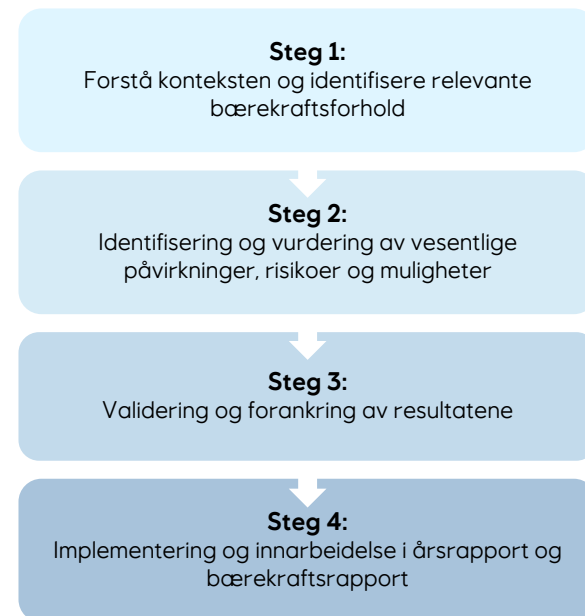 Steg 1:
Forstå konteksten og identifisere relevante
bærekraftsforhold
Steg 2:
Identifisering og vurdering av vesentlige
påvirkninger, risikoer og muligheter
Steg 3:
Validering og forankring av resultatene
Steg 4:
Implementering og innarbeidelse i årsrapport og
bærekraftsrapport